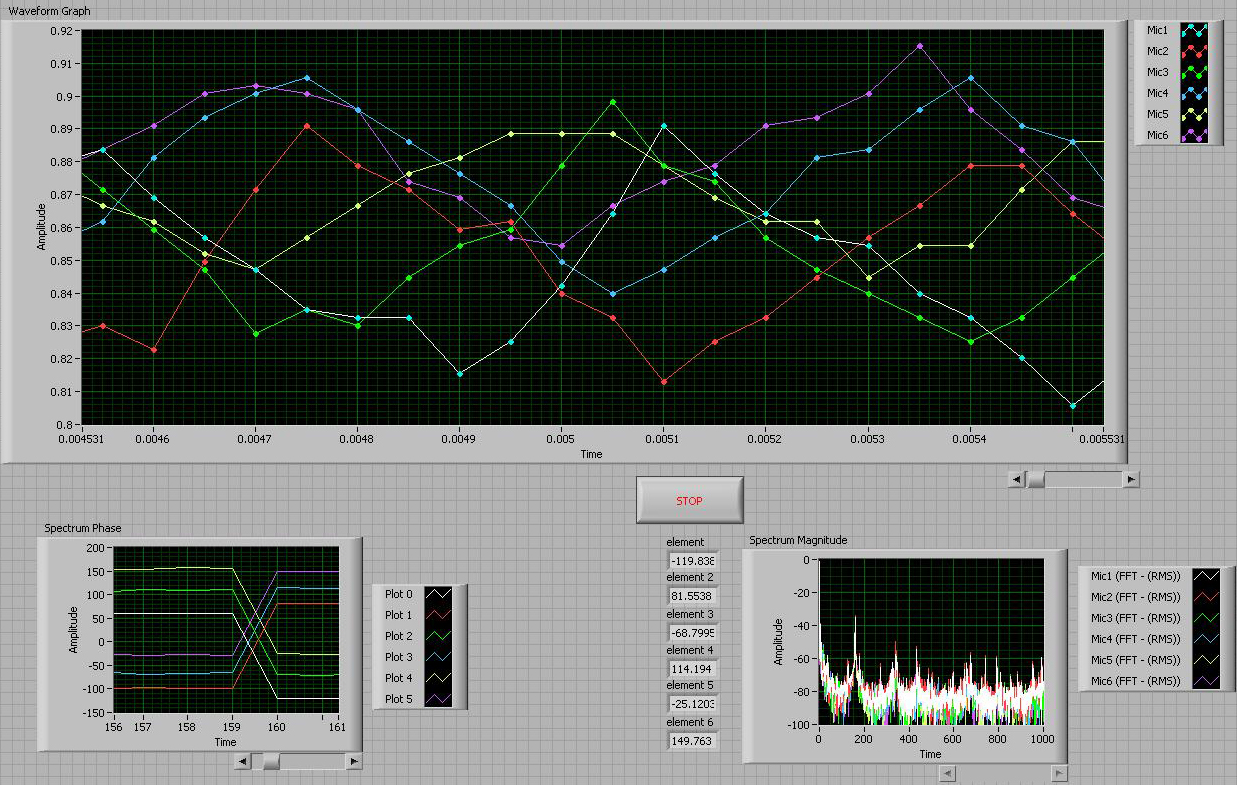 Waveform Graph
0.92
0.91
0.9
0.89
0.88
0.87
0.86
0.85
0.84
0.83
0.82
0.81
0.8
Amplitude
0.004531 0.0046 0.0047 0.0048 0.0049 0.005 0.0051 0.0052 0.0053 0.0054 0.005531
Time
Mic1
Mic2
Mic3
Mic4
Mic5
Mic6
STOP
Spectrum Phase
200
150
100
50
0
-50
-100
-150
Amplitude
156 157 158 159 160 161
Time
Plot 0
Plot 1
Plot 2
Plot 3
Plot 4
Plot 5
element
-119.838
element 2
81.5538
element 3
-68.7995
element 4
114.194
element 5
-25.1203
element 6
149.763
Spectrum Magnitude
0
-20
-40
-60
-80
-100
Amplitude
0 200 400 600 800 1000
Time
Mic1 (FFT - (RMS))
Mic2 (FFT - (RMS))
Mic3 (FFT - (RMS))
Mic4 (FFT - (RMS))
Mic5 (FFT - (RMS))
Mic6 (FFT - (RMS))